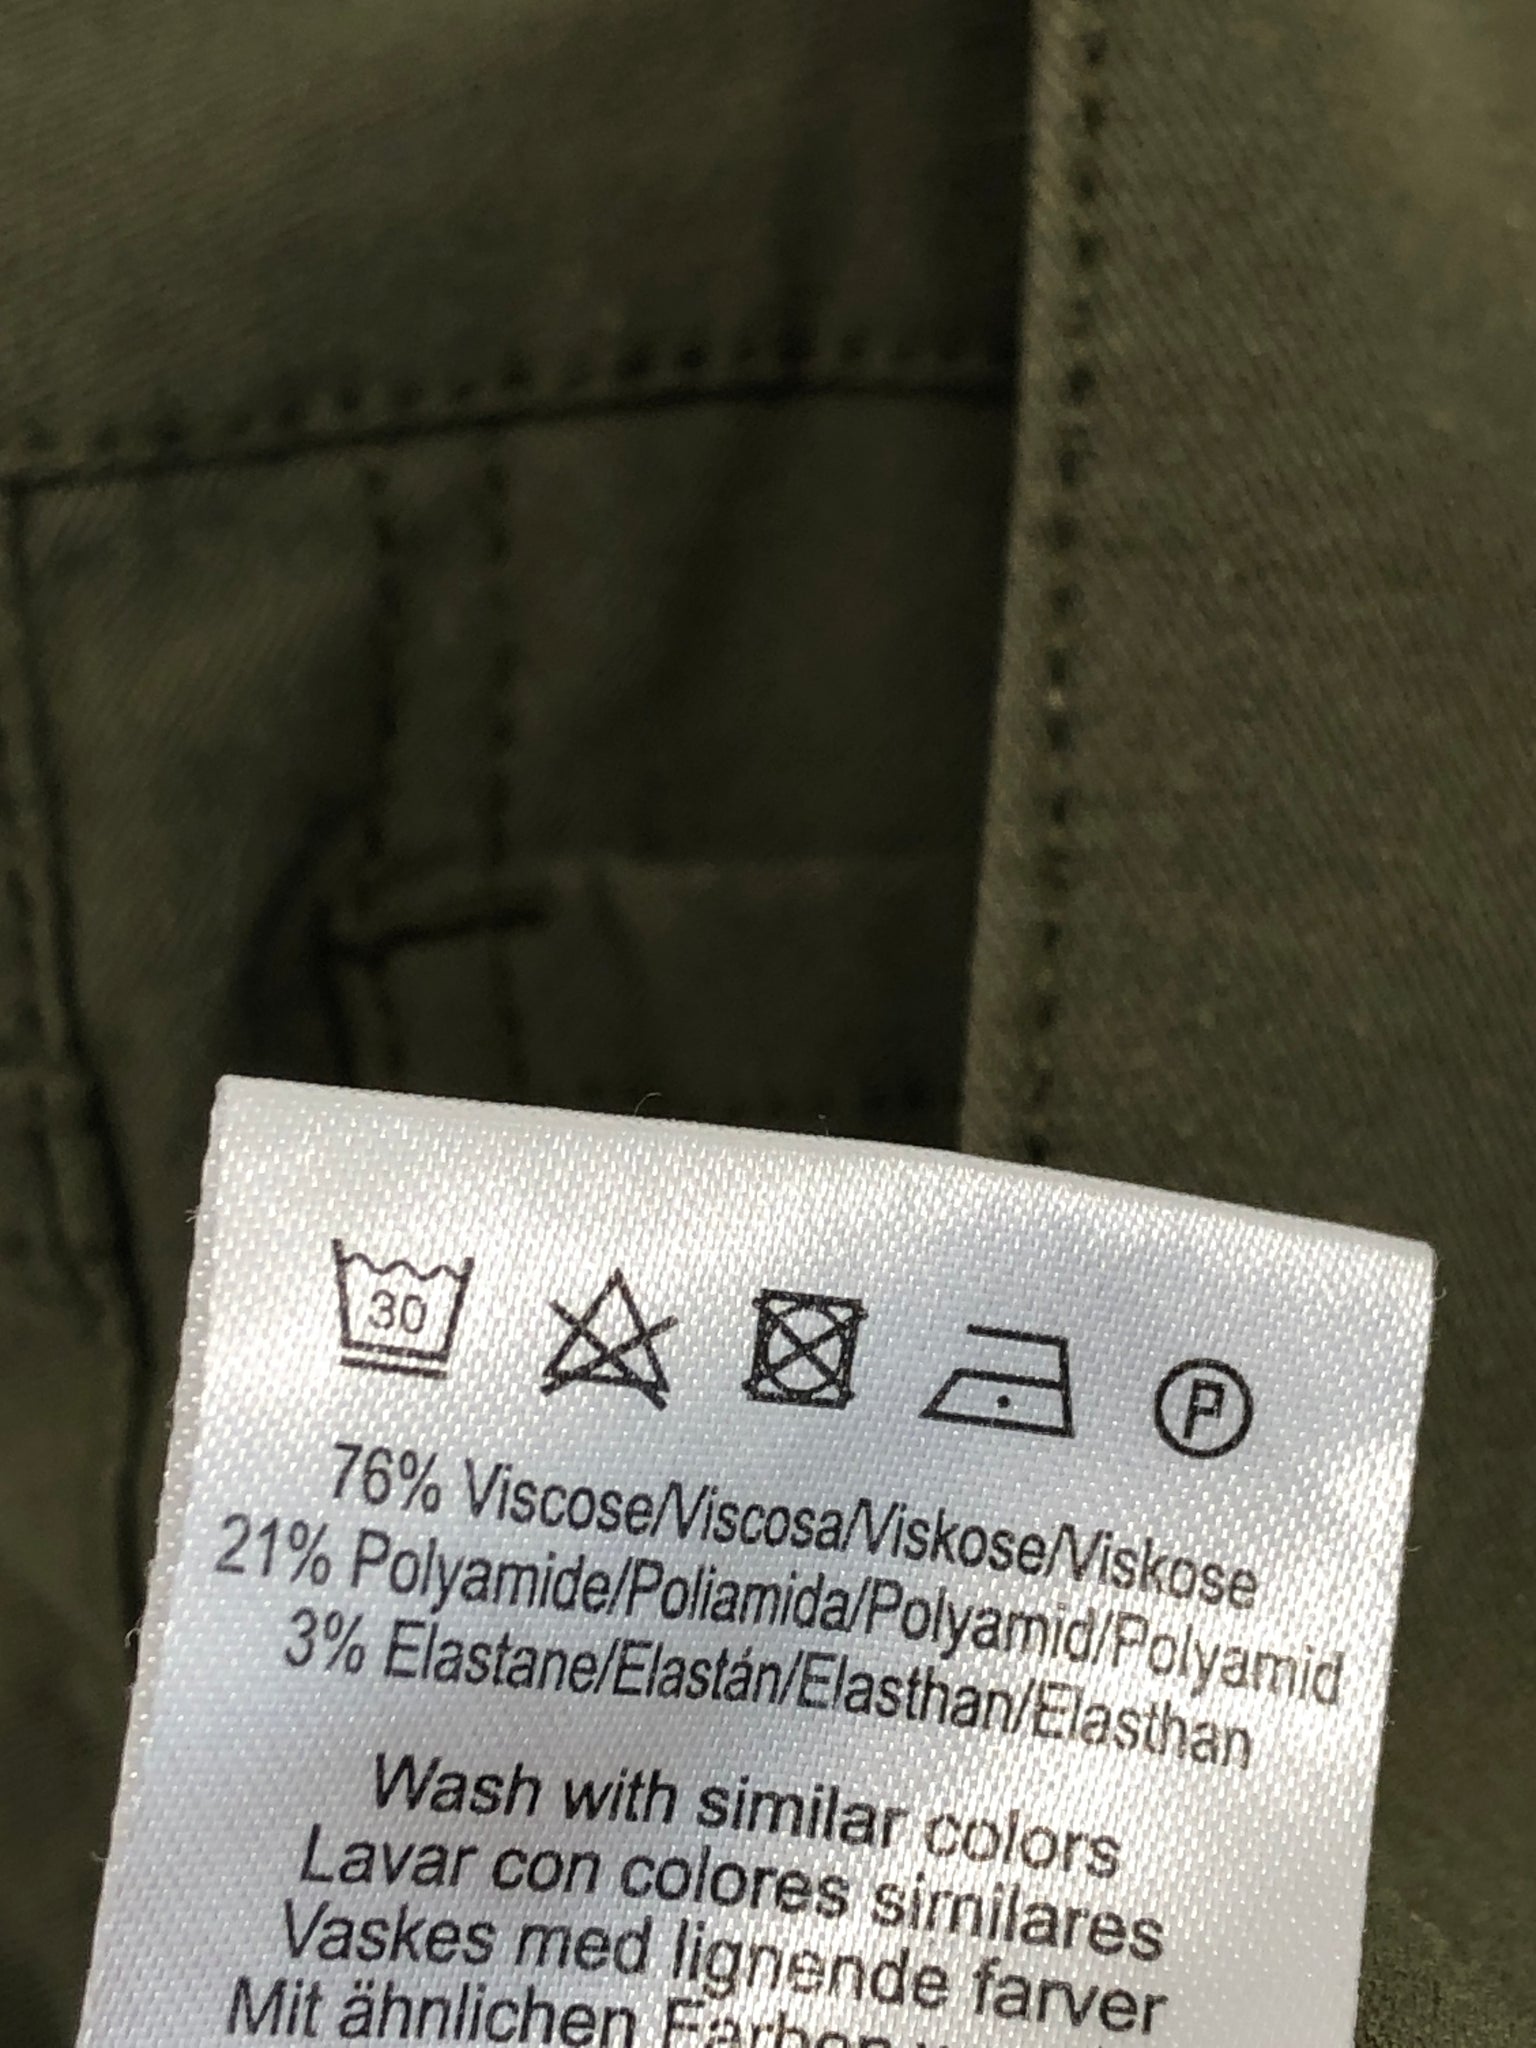 30
P
76% Viscose/Viscosa/Viskose/Viskose
21% Polyamide/Poliamida/Polyamid/Polyamid
3% Elastane/Elastán/Elasthan/Elasthan
Wash with similar colors
Lavar con colores similares
Vaskes med lignende farver
Mit ähnlichen Farben